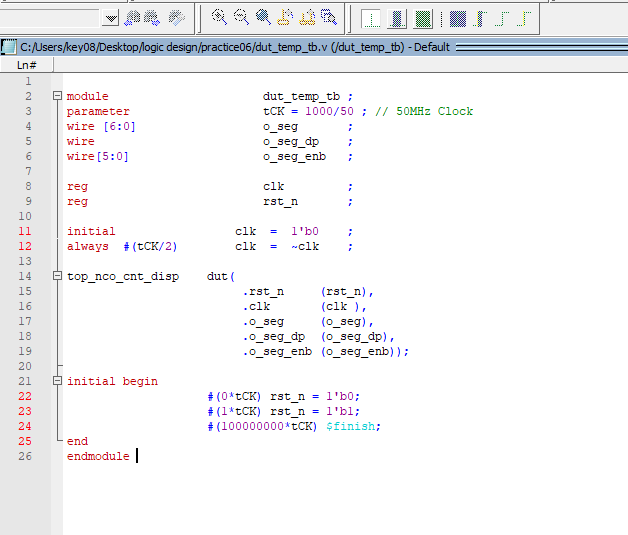 C:/Users/key08/Desktop/logic design/practice06/dut_temp_tb.v (/dut_temp_tb) - Default
Ln#
1
2 module dut_temp_tb ;
3 parameter tCK = 1000/50 ; // 50MHz Clock
4 wire [6:0] o_seg ;
5 wire o_seg_dp ;
6 wire[5:0] o_seg_enb ;
7
8 reg clk ;
9 reg rst_n ;
10
11 initial clk = 1'b0 ;
12 always #(tCK/2) clk = ~clk ;
13
14 top_nco_cnt_disp dut(
15 .rst_n (rst_n),
16 .clk (clk ),
17 .o_seg (o_seg),
18 .o_seg_dp (o_seg_dp),
19 .o_seg_enb (o_seg_enb));
20
21 initial begin
22 #(0*tCK) rst_n = 1'b0;
23 #(1*tCK) rst_n = 1'b1;
24 #(100000000*tCK) $finish;
25 end
26 endmodule